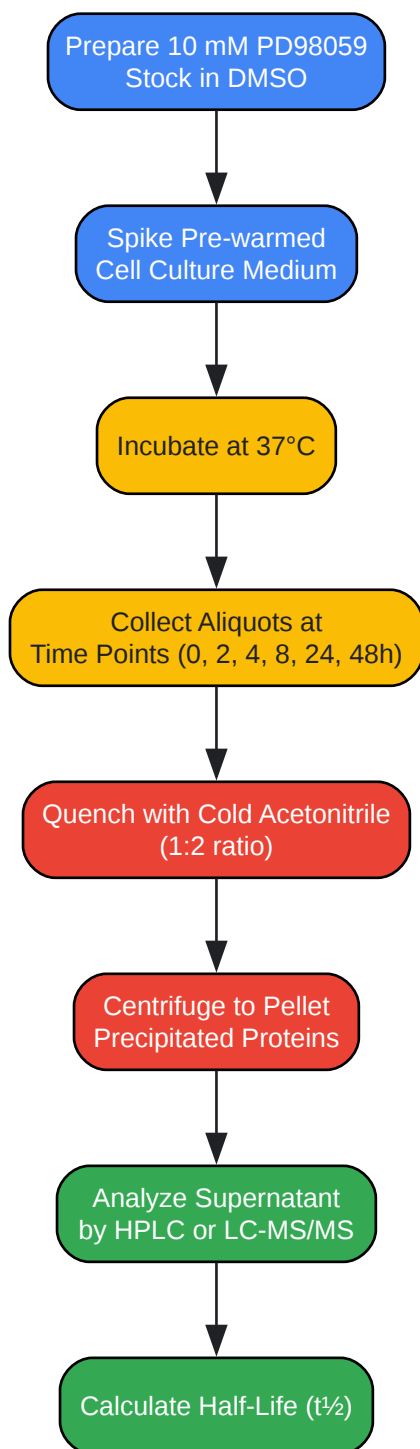 Prepare 10 mM PD98059
Stock in DMSO
Spike Pre-warmed
Cell Culture Medium
Incubate at 37°C
Collect Aliquots at
Time Points (0, 2, 4, 8, 24, 48h)
Quench with Cold Acetonitrile
(1:2 ratio)
Centrifuge to Pellet
Precipitated Proteins
Analyze Supernatant
by HPLC or LC-MS/MS
Calculate Half-Life (t½)